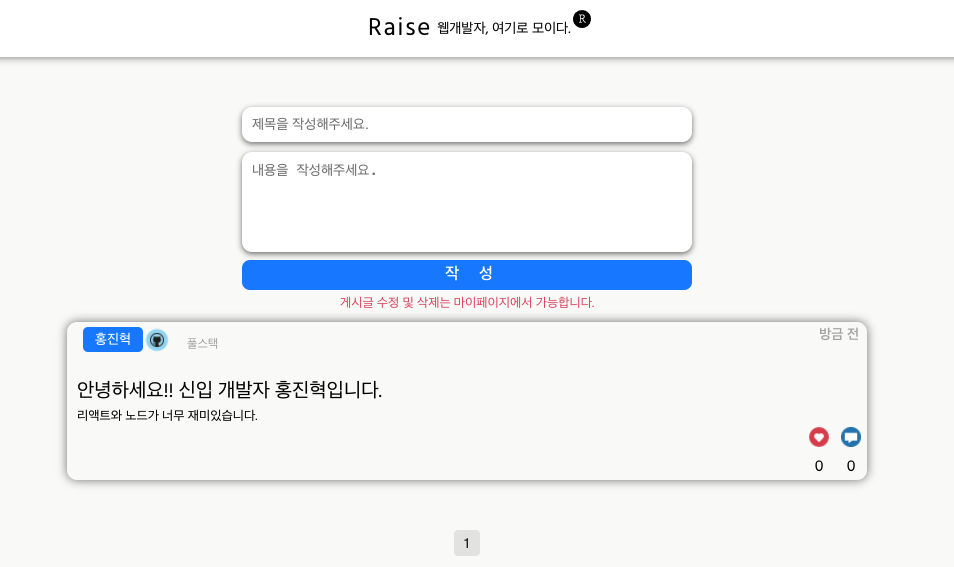 Raise 웹개발자, 여기로 모이다. R
제목을 작성해주세요.
내용을 작성해주세요.
작 성
게시글 수정 및 삭제는 마이페이지에서 가능합니다.
홍진혁 풀스택 방금 전
안녕하세요!! 신입 개발자 홍진혁입니다.
리액트와 노드가 너무 재미있습니다.
0 0
1